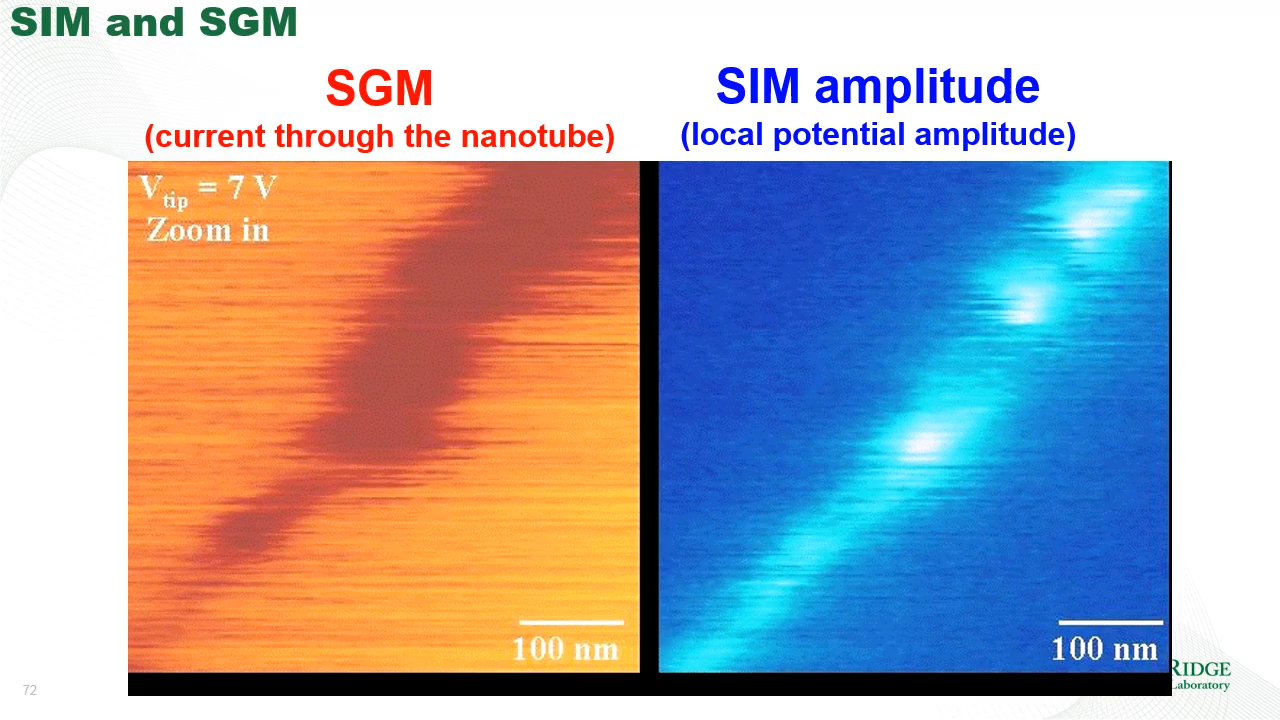 SIM and SGM
SGM
(current through the nanotube)
SIM amplitude
(local potential amplitude)
Vtip = 7 V
Zoom in
100 nm
100 nm
72
RIDGE
Laboratory